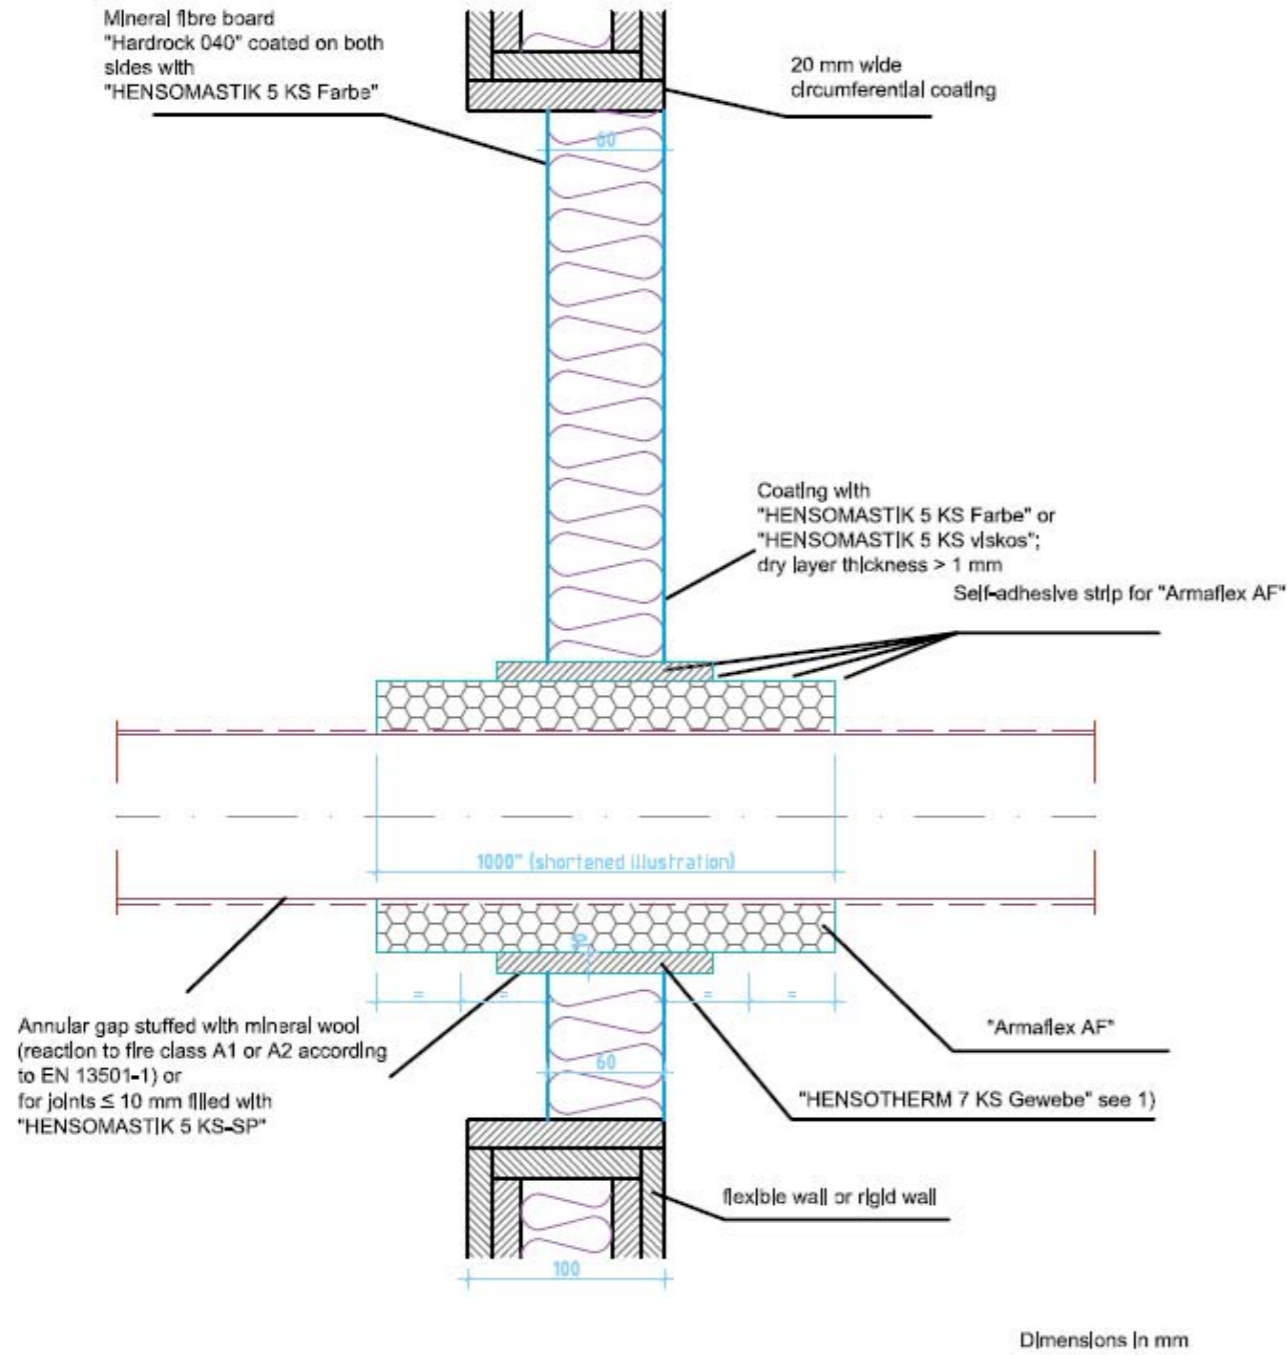 Mineral fibre board
"Hardrock 040" coated on both
sides with
"HENSOMASTIK 5 KS Farbe"
20 mm wide
circumferential coating
60
Coating with
"HENSOMASTIK 5 KS Farbe" or
"HENSOMASTIK 5 KS viskos";
dry layer thickness > 1 mm
Self-adhesive strip for "Armaflex AF"
1000" (shortened illustration)
= = = =
Annular gap stuffed with mineral wool
(reaction to fire class A1 or A2 according
to EN 13501-1) or
for joints ≤ 10 mm filled with
"HENSOMASTIK 5 KS-SP"
"Armaflex AF"
60
"HENSOTHERM 7 KS Gewebe" see 1)
flexible wall or rigid wall
100
Dimensions in mm